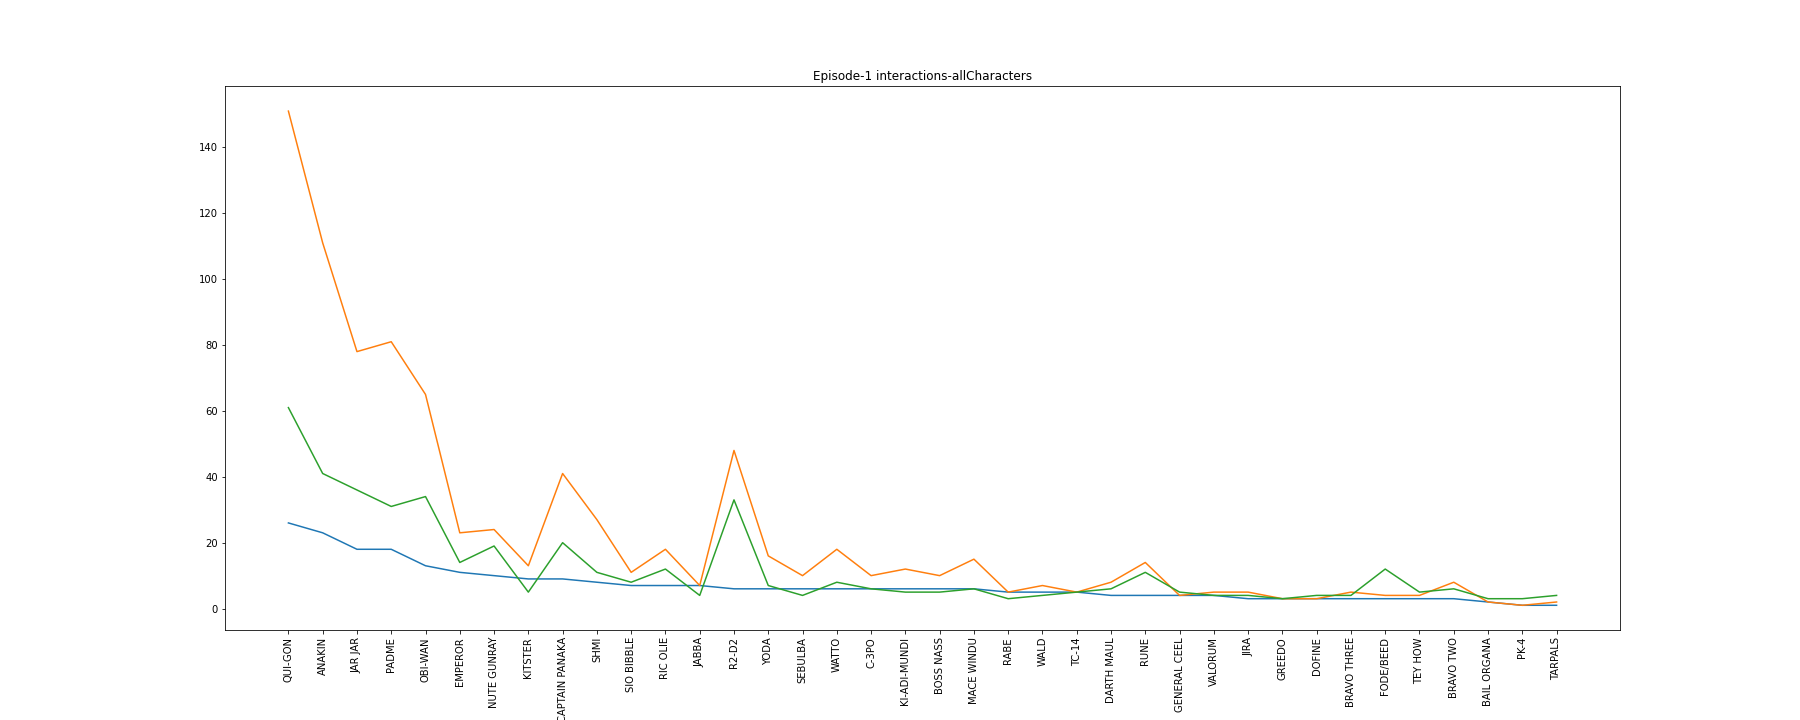 Episode-1 interactions-allCharacters
140
120
100
80
60
40
20
0
QUI-GON
ANAKIN
JAR JAR
PADME
OBI-WAN
EMPEROR
NUTE GUNRAY
KITSTER
CAPTAIN PANAKA
SHMI
SIO BIBBLE
RIC OLIE
JABBA
R2-D2
YODA
SEBULBA
WATTO
C-3PO
KI-ADI-MUNDI
BOSS NASS
MACE WINDU
RABE
WALD
TC-14
DARTH MAUL
RUNE
GENERAL CEEL
VALORUM
JIRA
GREEDO
DOFINE
BRAVO THREE
FODE/BEED
TEY HOW
BRAVO TWO
BAIL ORGANA
PK-4
TARPALS